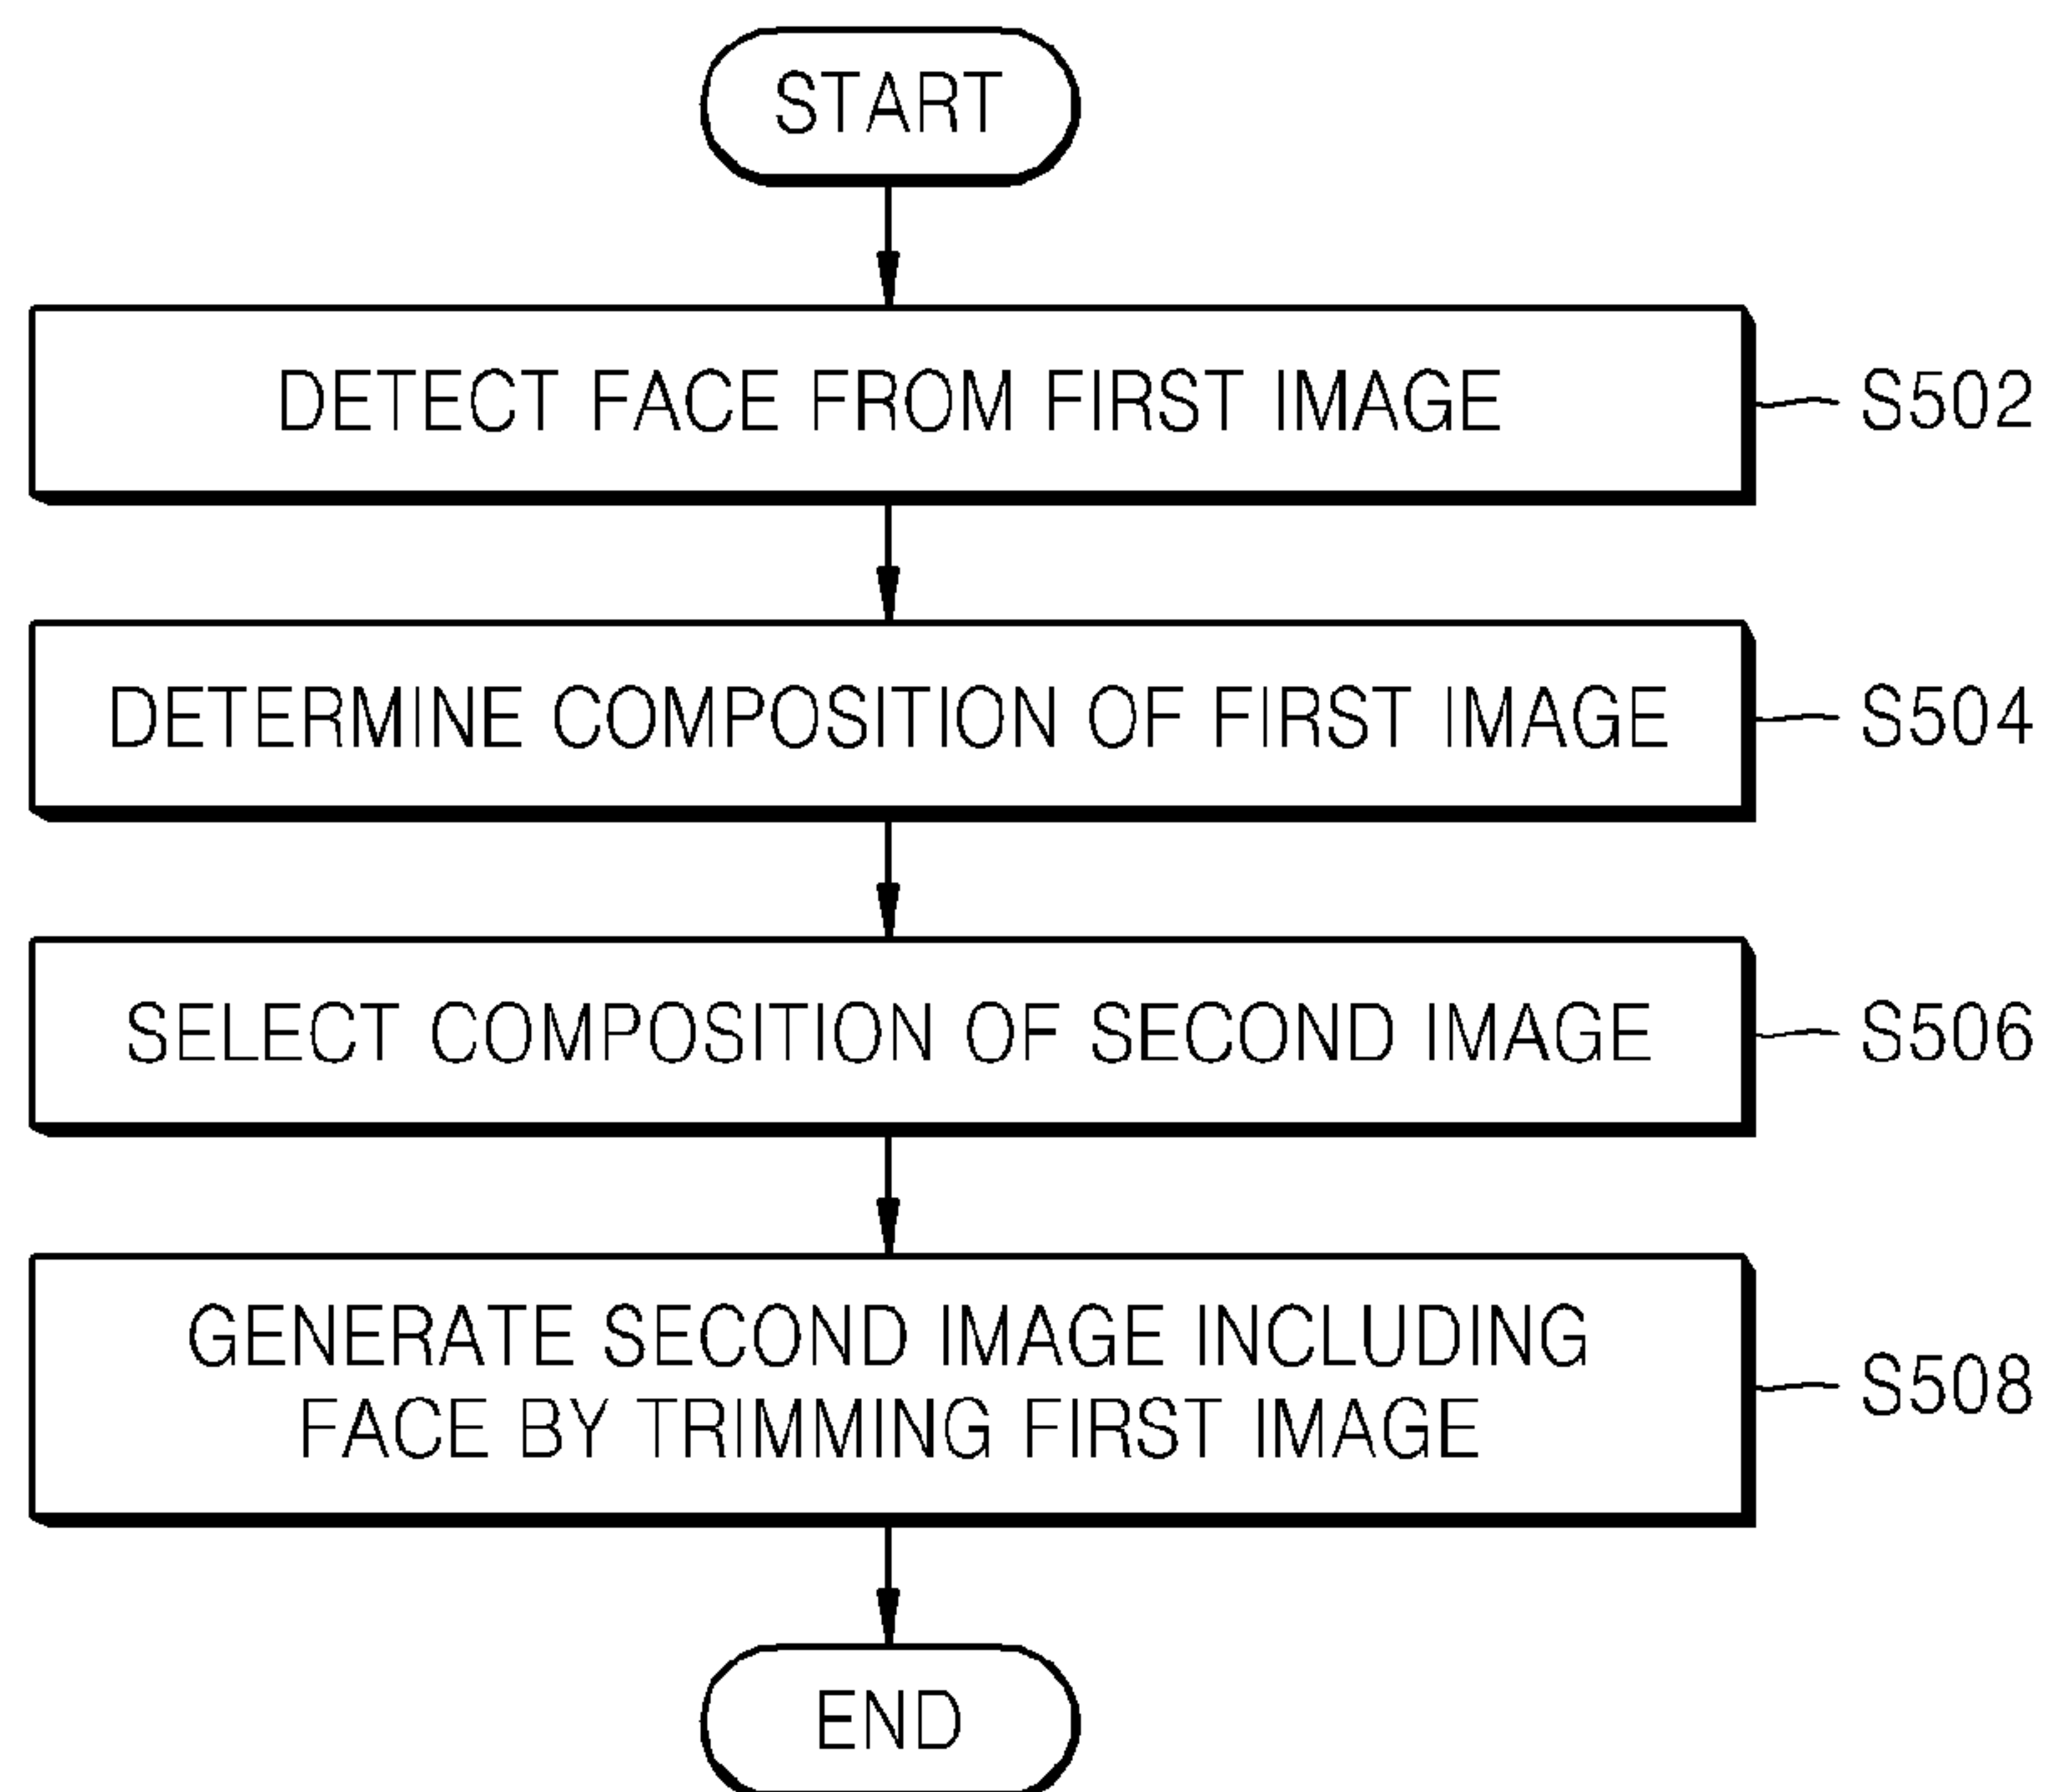 START
DETECT FACE FROM FIRST IMAGE
S502
DETERMINE COMPOSITION OF FIRST IMAGE
S504
SELECT COMPOSITION OF SECOND IMAGE
S506
GENERATE SECOND IMAGE INCLUDING
FACE BY TRIMMING FIRST IMAGE
S508
END